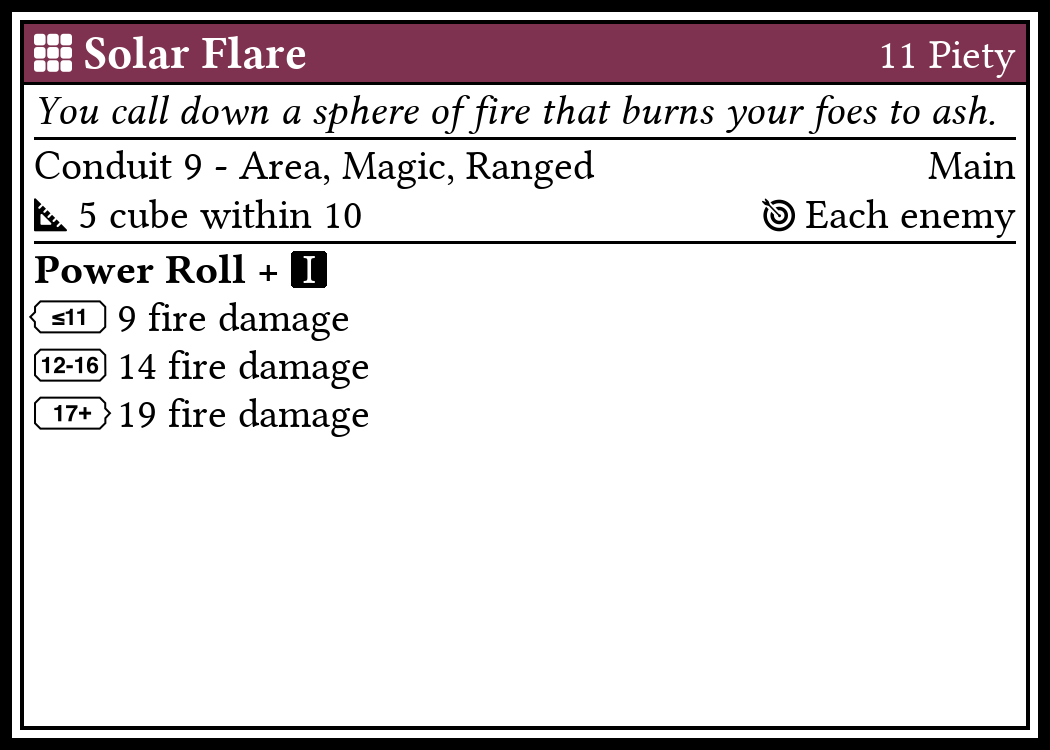 Solar Flare 11 Piety
You call down a sphere of fire that burns your foes to ash.
Conduit 9 - Area, Magic, Ranged Main
5 cube within 10 Each enemy
Power Roll + I
≤11 9 fire damage
12-16 14 fire damage
17+ 19 fire damage